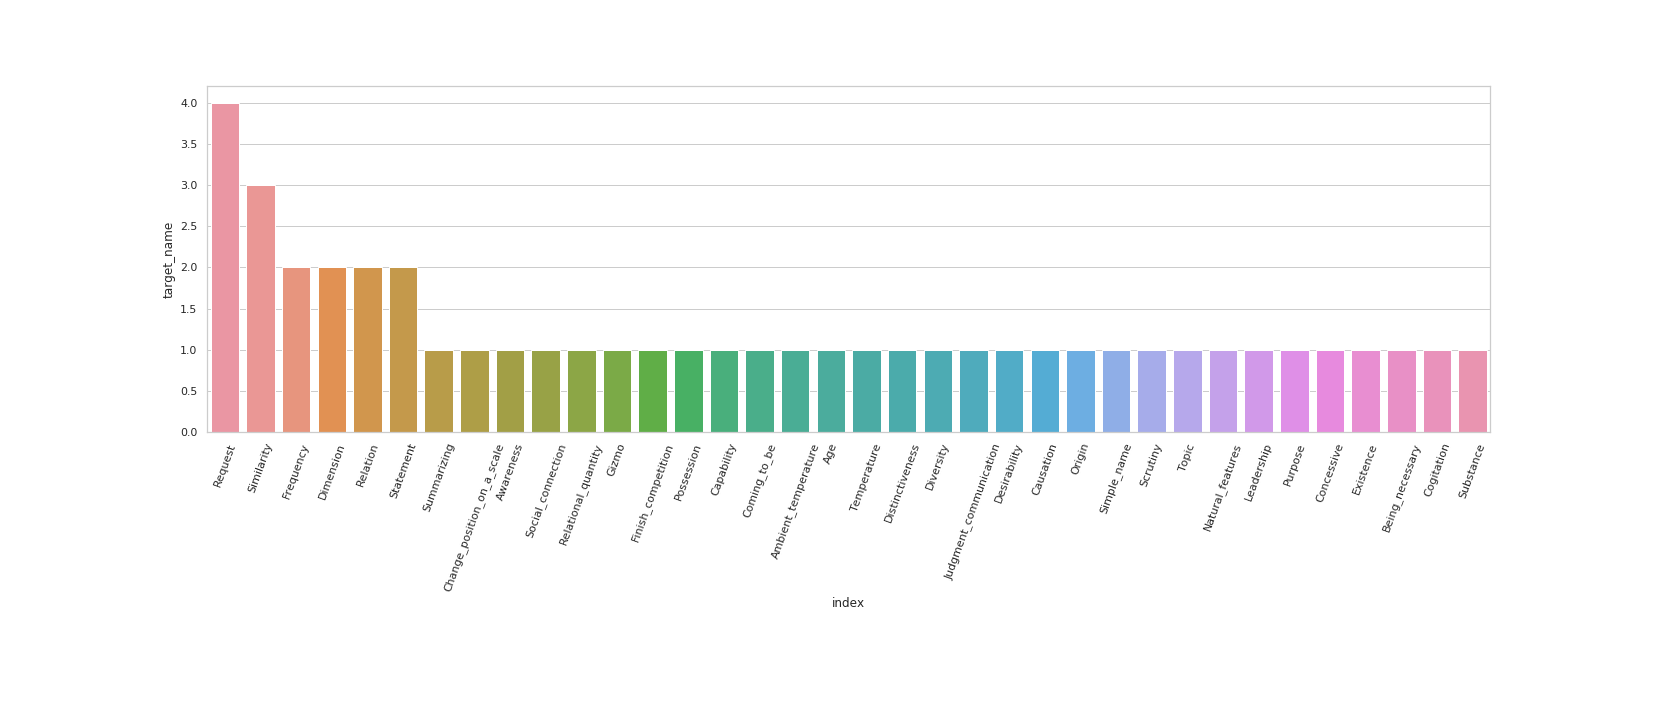 4.0
3.5
3.0
2.5
2.0
1.5
1.0
0.5
0.0
target_name
Request
Similarity
Frequency
Dimension
Relation
Statement
Summarizing
Change_position_on_a_scale
Awareness
Social_connection
Relational_quantity
Gizmo
Finish_competition
Possession
Capability
Coming_to_be
Ambient_temperature
Age
Temperature
Distinctiveness
Diversity
Judgment_communication
Desirability
Causation
Origin
Simple_name
Scrutiny
Topic
Natural_features
Leadership
Purpose
Concessive
Existence
Being_necessary
Cogitation
Substance
index